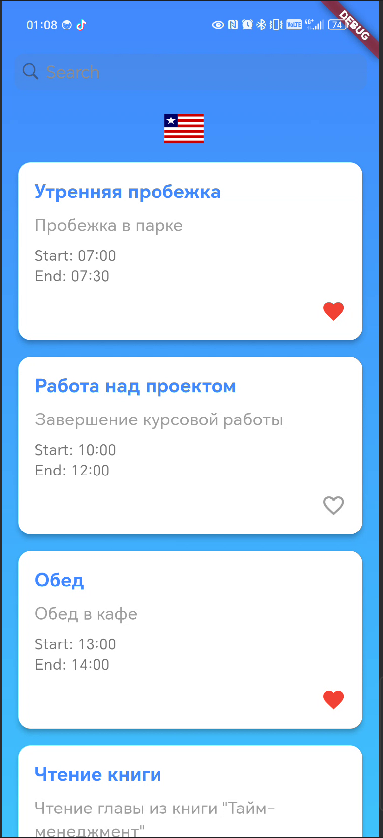 01:08
74
DEBUG
Search
Утренняя пробежка
Пробежка в парке
Start: 07:00
End: 07:30
Работа над проектом
Завершение курсовой работы
Start: 10:00
End: 12:00
Обед
Обед в кафе
Start: 13:00
End: 14:00
Чтение книги
Чтение главы из книги "Тайм-
менеджмент"